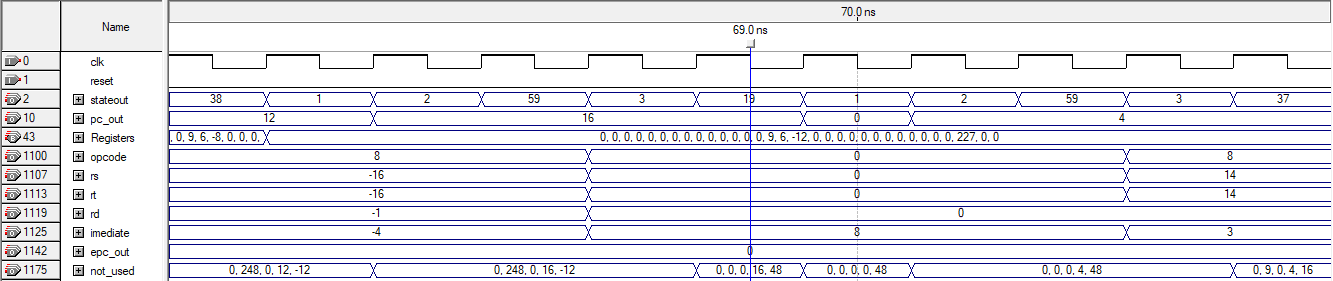 Name
70.0 ns
69.0 ns
0 clk
1 reset
2 stateout 38 1 2 59 3 19 1 2 59 3 37
10 pc_out 12 16 0 4
43 Registers , 0, 9, 6, -8, 0, 0, 0, 0, 0, 0, 0, 0, 0, 0, 0, 0, 0, 0, 0, 0, 0, 9, 6, -12, 0, 0, 0, 0, 0, 0, 0, 0, 0, 0, 0, 227, 0, 0
1100 opcode 8 0 8
1107 rs -16 0 14
1113 rt -16 0 14
1119 rd -1 0
1125 imediate -4 8 3
1142 epc_out 0
1175 not_used 0, 248, 0, 12, -12 0, 248, 0, 16, -12 0, 0, 0, 16, 48 0, 0, 0, 0, 48 0, 0, 0, 4, 48 0, 9, 0, 4, 16